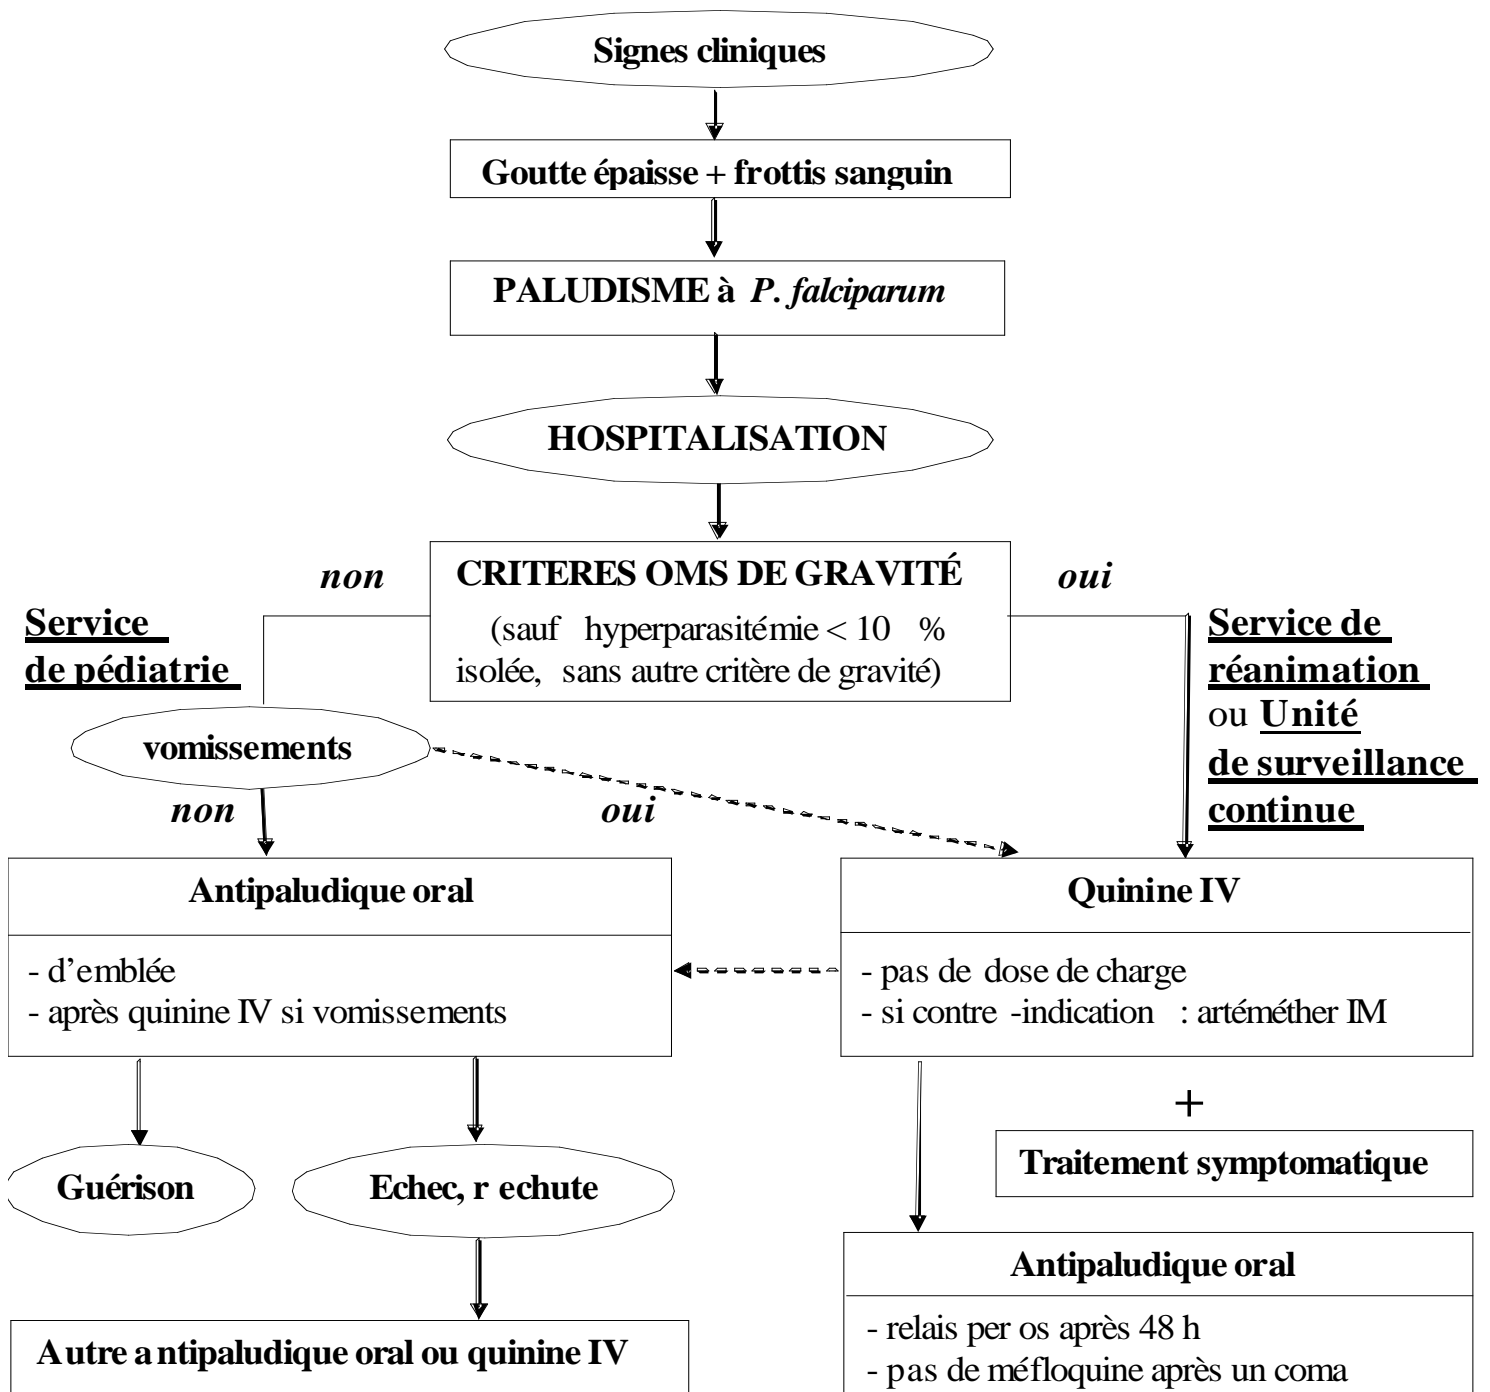 Signes cliniques
Goutte épaisse + frottis sanguin
PALUDISME à P. falciparum
HOSPITALISATION
non
CRITERES OMS DE GRAVITÉ
(sauf hyperparasitémie < 10 %
isolée, sans autre critère de gravité)
oui
Service
de pédiatrie
Service de
réanimation
ou Unité
de surveillance
continue
vomissements
non
oui
Antipaludique oral
- d'emblée
- après quinine IV si vomissements
Quinine IV
- pas de dose de charge
- si contre -indication : artéméther IM
+
Traitement symptomatique
Guérison
Echec, r echute
Antipaludique oral
- relais per os après 48 h
- pas de méfloquine après un coma
Autre a ntipaludique oral ou quinine IV